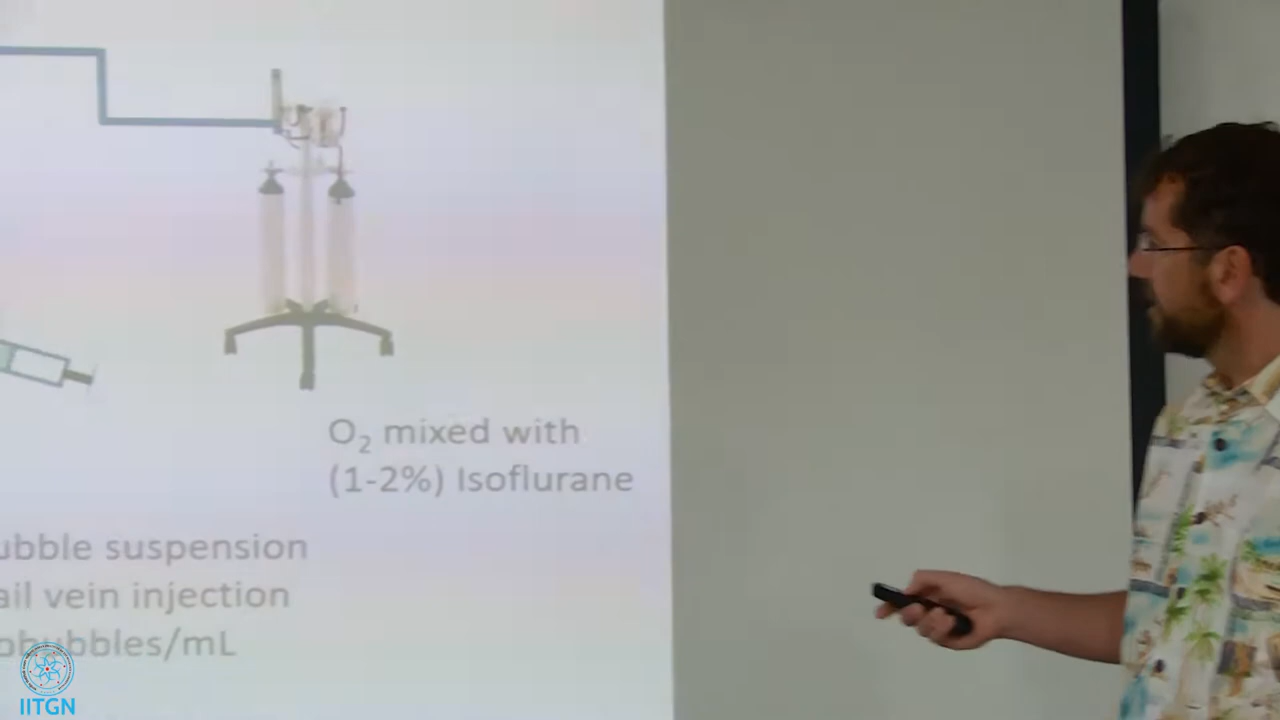 O₂ mixed with
(1-2%) Isoflurane
ubble suspension
ail vein injection
obubbles/mL
IITGN